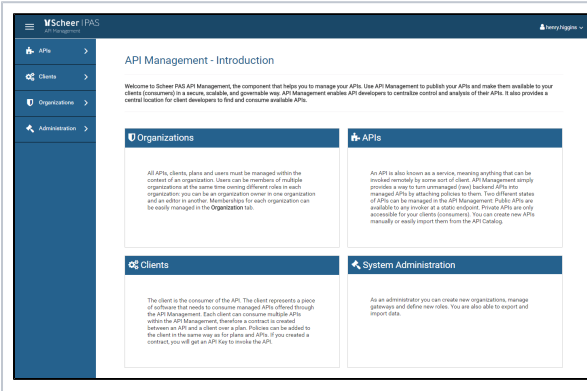 Scheer PAS
API Management
henry.higgins
APIs
Clients
Organizations
Administration
API Management - Introduction
Welcome to Scheer PAS API Management, the component that helps you to manage your APIs. Use API Management to publish your APIs and make them available to your
clients (consumers) in a secure, scalable, and governable way. API Management enables API developers to centralize control and analysis of their APIs. It also provides a
central location for client developers to find and consume available APIs.
Organizations
All APIs, clients, plans and users must be managed within the
context of an organization. Users can be members of multiple
organizations at the same time owning different roles in each
organization: you can be an organization owner in one organization
and an editor in another. Memberships for each organization can
be easily managed in the Organization tab.
APIs
An API is also known as a service, meaning anything that can be
invoked remotely by some sort of client. API Management simply
provides a way to turn unmanaged (raw) backend APIs into
managed APIs by attaching policies to them. Two different states
of APIs can be managed in the API Management: Public APIs are
available to any invoker at a static endpoint. Private APIs are only
accessible for your clients (consumers). You can create new APIs
manually or easily import them from the API Catalog.
Clients
The client is the consumer of the API. The client represents a piece
of software that needs to consume managed APIs offered through
the API Management. Each client can consume multiple APIs
within the API Management, therefore a contract is created
between an API and a client over a plan. Policies can be added to
the client in the same way as for plans and APIs. If you created a
contract, you will get an API Key to invoke the API.
System Administration
As an administrator you can create new organizations, manage
gateways and define new roles. You are also able to export and
import data.